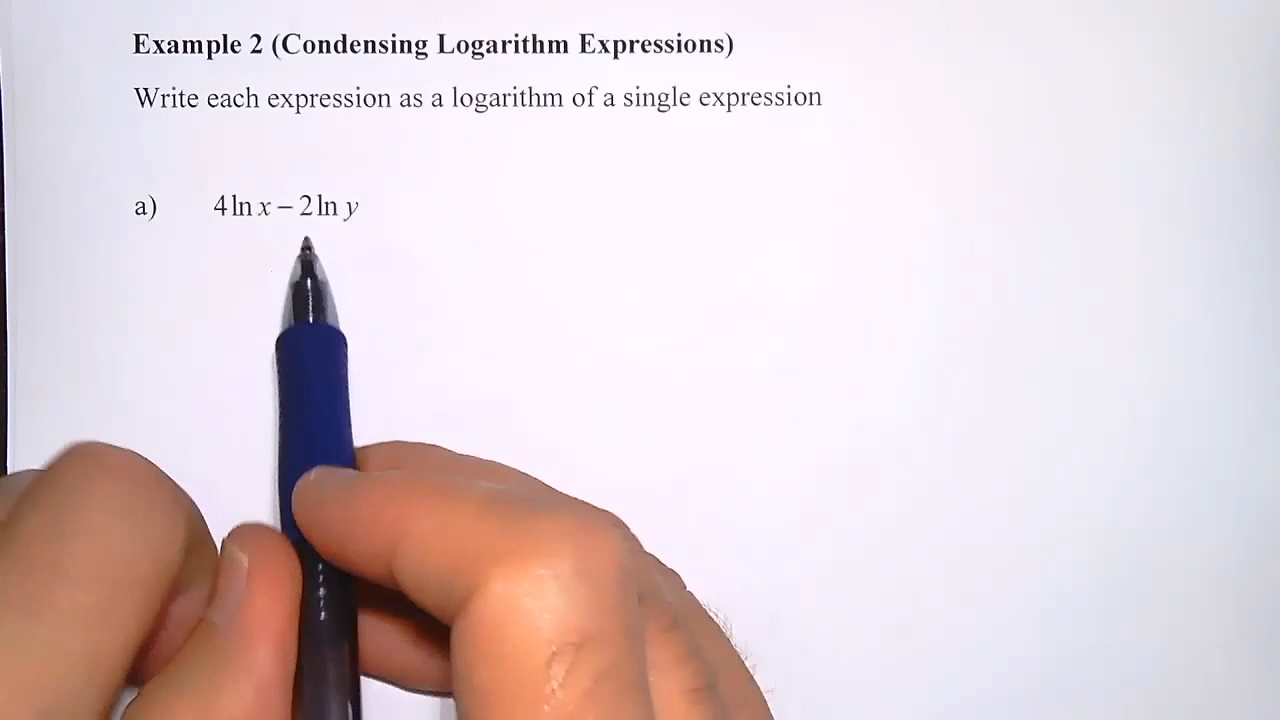 Example 2 (Condensing Logarithm Expressions)
Write each expression as a logarithm of a single expression
a) 4 ln x – 2 ln y